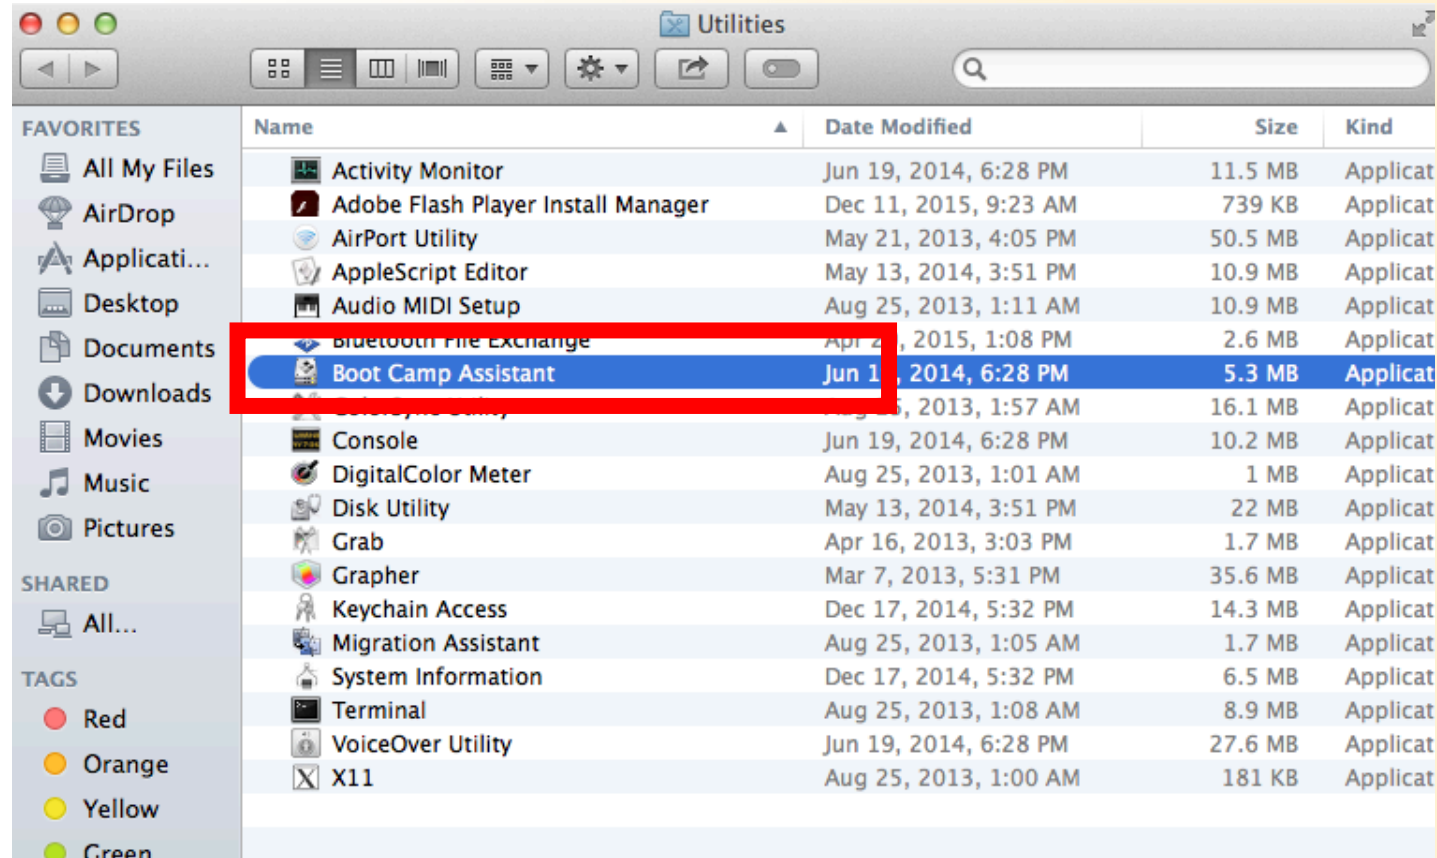 Utilities
FAVORITES
All My Files
AirDrop
Applicati...
Desktop
Documents
Downloads
Movies
Music
Pictures
SHARED
All...
TAGS
Red
Orange
Yellow
Green
Name Date Modified Size Kind
Activity Monitor Jun 19, 2014, 6:28 PM 11.5 MB Applicat
Adobe Flash Player Install Manager Dec 11, 2015, 9:23 AM 739 KB Applicat
AirPort Utility May 21, 2013, 4:05 PM 50.5 MB Applicat
AppleScript Editor May 13, 2014, 3:51 PM 10.9 MB Applicat
Audio MIDI Setup Aug 25, 2013, 1:11 AM 10.9 MB Applicat
Bluetooth File Exchange Apr 2 , 2015, 1:08 PM 2.6 MB Applicat
Boot Camp Assistant Jun 1 , 2014, 6:28 PM 5.3 MB Applicat
ColorSync Utility Aug 25, 2013, 1:57 AM 16.1 MB Applicat
Console Jun 19, 2014, 6:28 PM 10.2 MB Applicat
DigitalColor Meter Aug 25, 2013, 1:01 AM 1 MB Applicat
Disk Utility May 13, 2014, 3:51 PM 22 MB Applicat
Grab Apr 16, 2013, 3:03 PM 1.7 MB Applicat
Grapher Mar 7, 2013, 5:31 PM 35.6 MB Applicat
Keychain Access Dec 17, 2014, 5:32 PM 14.3 MB Applicat
Migration Assistant Aug 25, 2013, 1:05 AM 1.7 MB Applicat
System Information Dec 17, 2014, 5:32 PM 6.5 MB Applicat
Terminal Aug 25, 2013, 1:08 AM 8.9 MB Applicat
VoiceOver Utility Jun 19, 2014, 6:28 PM 27.6 MB Applicat
X11 Aug 25, 2013, 1:00 AM 181 KB Applicat